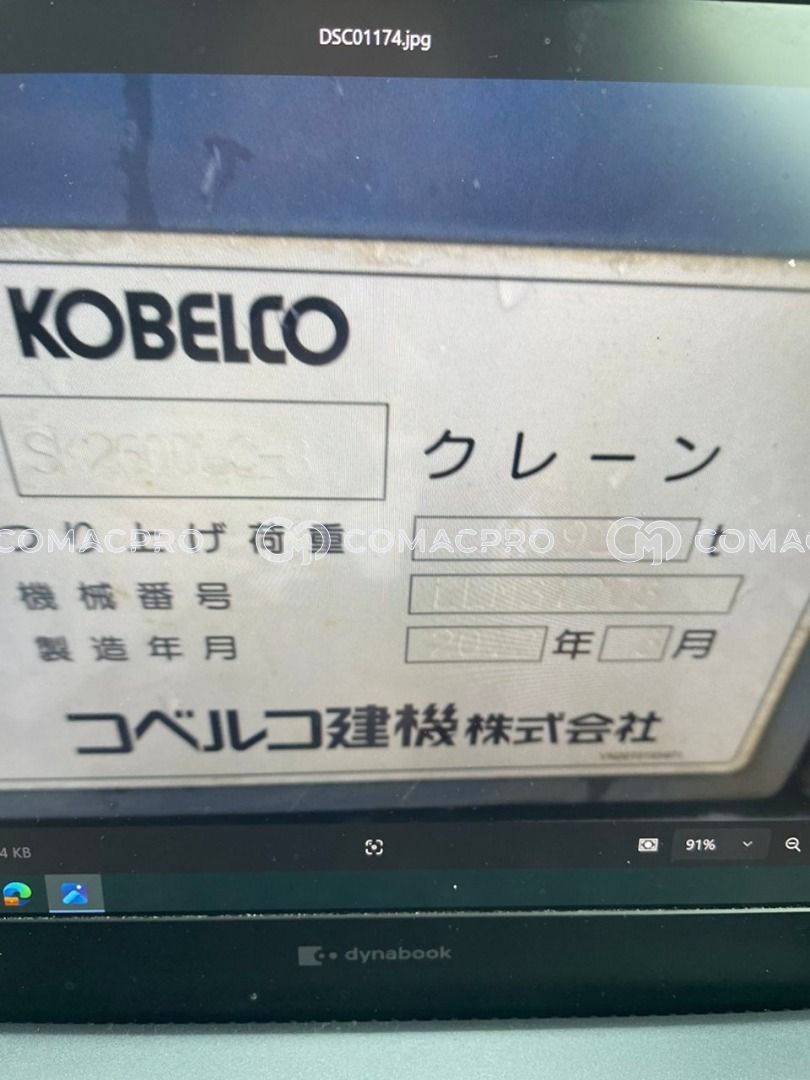 DSC01174.jpg
KOBELCO
クレーン
つり上げ荷重 t
COMACPRO COMACPRO COMAC
機械番号
製造年月 年 月
コベルコ建機株式会社
4 KB
91%
dynabook